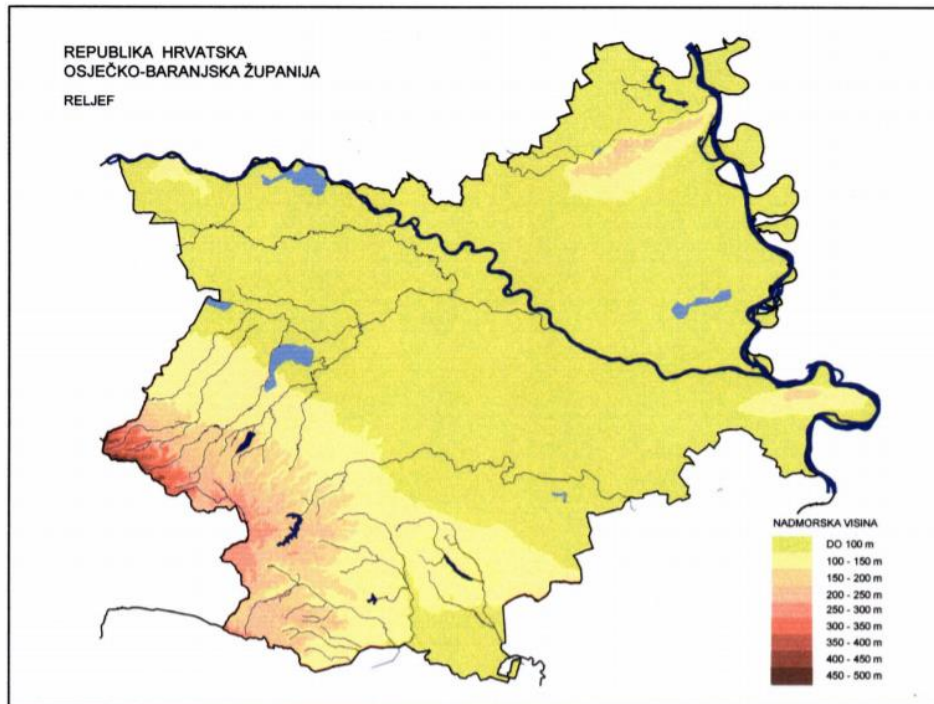 REPUBLIKA HRVATSKA
OSJEČKO-BARANJSKA ŽUPANIJA
RELJEF
NADMORSKA VISINA
DO 100 m
100 - 150 m
150 - 200 m
200 - 250 m
250 - 300 m
300 - 350 m
350 - 400 m
400 - 450 m
450 - 500 m